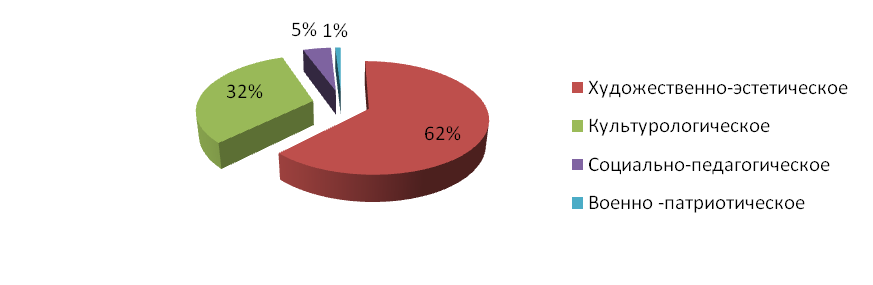 5% 1%
32%
62%
Художественно-эстетическое
Культурологическое
Социально-педагогическое
Военно -патриотическое